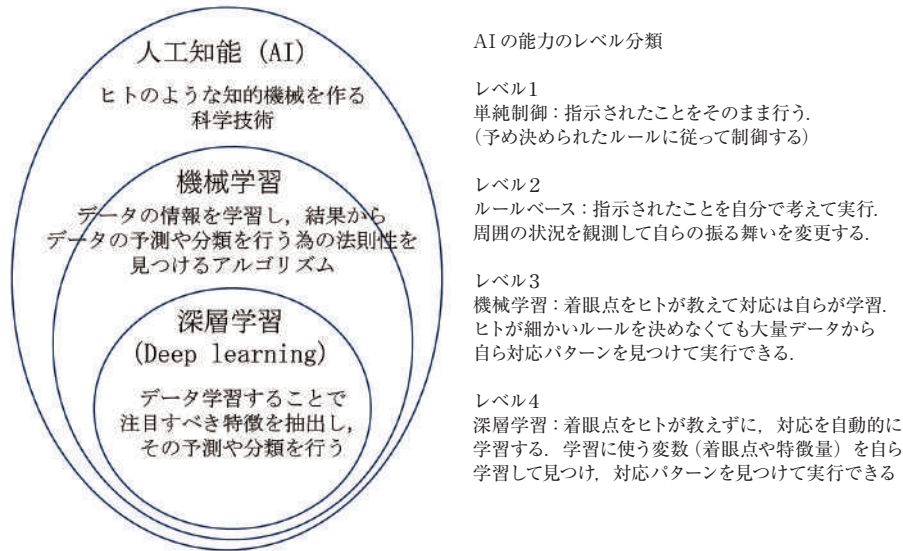 人工知能 (AI)
ヒトのような知的機械を作る
科学技術
機械学習
データの情報を学習し，結果から
データの予測や分類を行う為の法則性を
見つけるアルゴリズム
深層学習
(Deep learning)
データ学習することで
注目すべき特徴を抽出し，
その予測や分類を行う
AIの能力のレベル分類
レベル1
単純制御：指示されたことをそのまま行う．
(予め決められたルールに従って制御する)
レベル2
ルールベース：指示されたことを自分で考えて実行．
周囲の状況を観測して自らの振る舞いを変更する．
レベル3
機械学習：着眼点をヒトが教えて対応は自らが学習．
ヒトが細かいルールを決めなくても大量データから
自ら対応パターンを見つけて実行できる．
レベル4
深層学習：着眼点をヒトが教えずに，対応を自動的に
学習する．学習に使う変数 (着眼点や特徴量) を自ら
学習して見つけ，対応パターンを見つけて実行できる